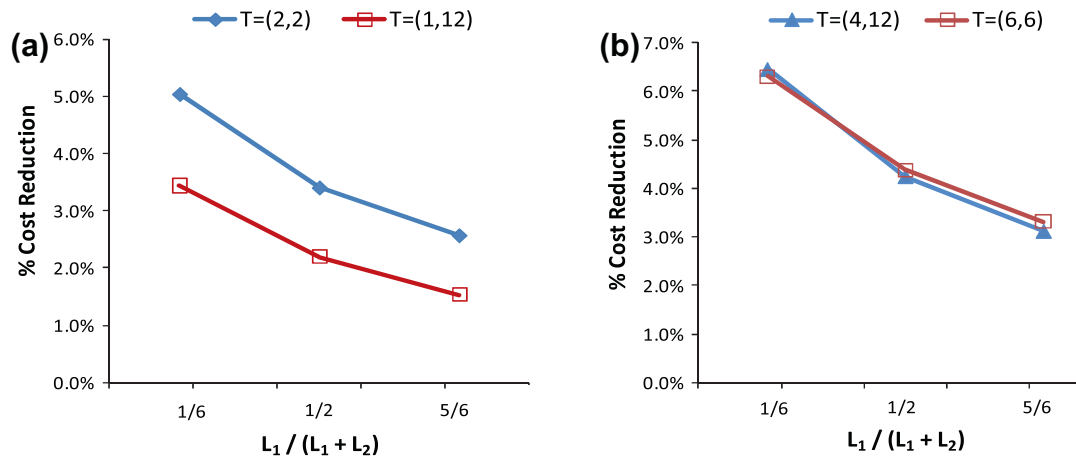 T=(2,2) T=(1,12)
(a)
6.0%
5.0%
4.0%
3.0%
2.0%
1.0%
0.0%
% Cost Reduction
1/6 1/2 5/6
L₁ / (L₁ + L₂)
T=(4,12) T=(6,6)
(b)
7.0%
6.0%
5.0%
4.0%
3.0%
2.0%
1.0%
0.0%
% Cost Reduction
1/6 1/2 5/6
L₁ / (L₁ + L₂)